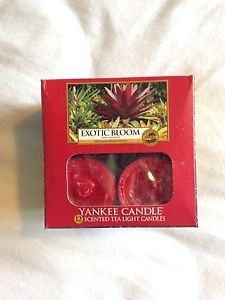 EXOTIC BLOOM
YANKEE CANDLE
12 SCENTED TEA LIGHT CANDLES